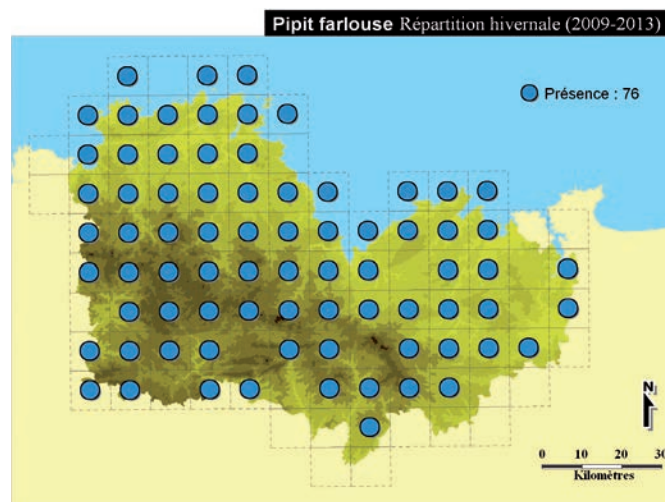 Pipit farlouse Répartition hivernale (2009-2013)
Présence : 76
N
0 10 20 30
Kilomètres